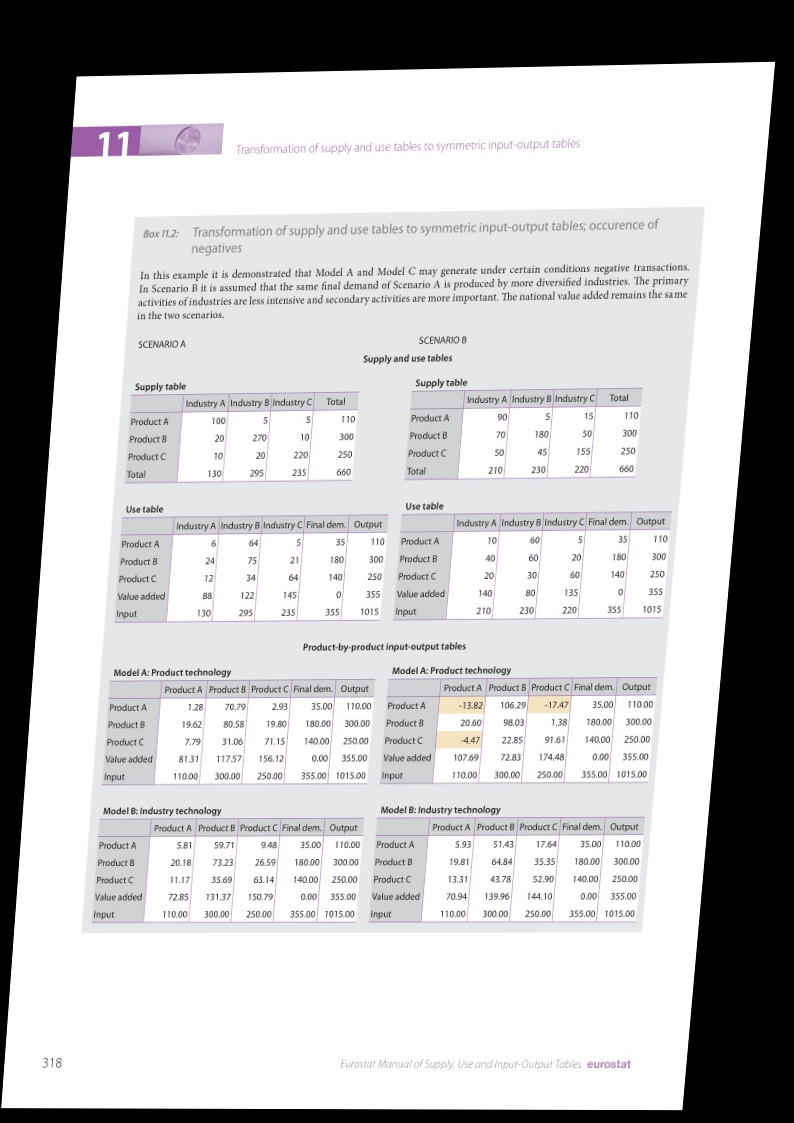 11
Transformation of supply and use tables to symmetric input-output tables
Box 11.2: Transformation of supply and use tables to symmetric input-output tables; occurence of
negatives
In this example it is demonstrated that Model A and Model C may generate under certain conditions negative transactions.
In Scenario B it is assumed that the same final demand of Scenario A is produced by more diversified industries. The primary
activities of industries are less intensive and secondary activities are more important. The national value added remains the same
in the two scenarios.
SCENARIO A
SCENARIO B
Supply and use tables
Supply table
Industry A Industry B Industry C Total
Product A 100 5 5 110
Product B 20 270 10 300
Product C 10 20 220 250
Total 130 295 235 660
Supply table
Industry A Industry B Industry C Total
Product A 90 5 15 110
Product B 70 180 50 300
Product C 50 45 155 250
Total 210 230 220 660
Use table
Industry A Industry B Industry C Final dem. Output
Product A 6 64 5 35 110
Product B 24 75 21 180 300
Product C 12 34 64 140 250
Value added 88 122 145 0 355
Input 130 295 235 355 1015
Use table
Industry A Industry B Industry C Final dem. Output
Product A 10 60 5 35 110
Product B 40 60 20 180 300
Product C 20 30 60 140 250
Value added 140 80 135 0 355
Input 210 230 220 355 1015
Product-by-product input-output tables
Model A: Product technology
Product A Product B Product C Final dem. Output
Product A 1.28 70.79 2.93 35.00 110.00
Product B 19.62 80.58 19.80 180.00 300.00
Product C 7.79 31.06 71.15 140.00 250.00
Value added 81.31 117.57 156.12 0.00 355.00
Input 110.00 300.00 250.00 355.00 1015.00
Model A: Product technology
Product A Product B Product C Final dem. Output
Product A -13.82 106.29 -17.47 35.00 110.00
Product B 20.60 98.03 1.38 180.00 300.00
Product C -4.47 22.85 91.61 140.00 250.00
Value added 107.69 72.83 174.48 0.00 355.00
Input 110.00 300.00 250.00 355.00 1015.00
Model B: Industry technology
Product A Product B Product C Final dem. Output
Product A 5.81 59.71 9.48 35.00 110.00
Product B 20.18 73.23 26.59 180.00 300.00
Product C 11.17 35.69 63.14 140.00 250.00
Value added 72.85 131.37 150.79 0.00 355.00
Input 110.00 300.00 250.00 355.00 1015.00
Model B: Industry technology
Product A Product B Product C Final dem. Output
Product A 5.93 51.43 17.64 35.00 110.00
Product B 19.81 64.84 35.35 180.00 300.00
Product C 13.31 43.78 52.90 140.00 250.00
Value added 70.94 139.96 144.10 0.00 355.00
Input 110.00 300.00 250.00 355.00 1015.00
318
Eurostat Manual of Supply, Use and Input-Output Tables eurostat